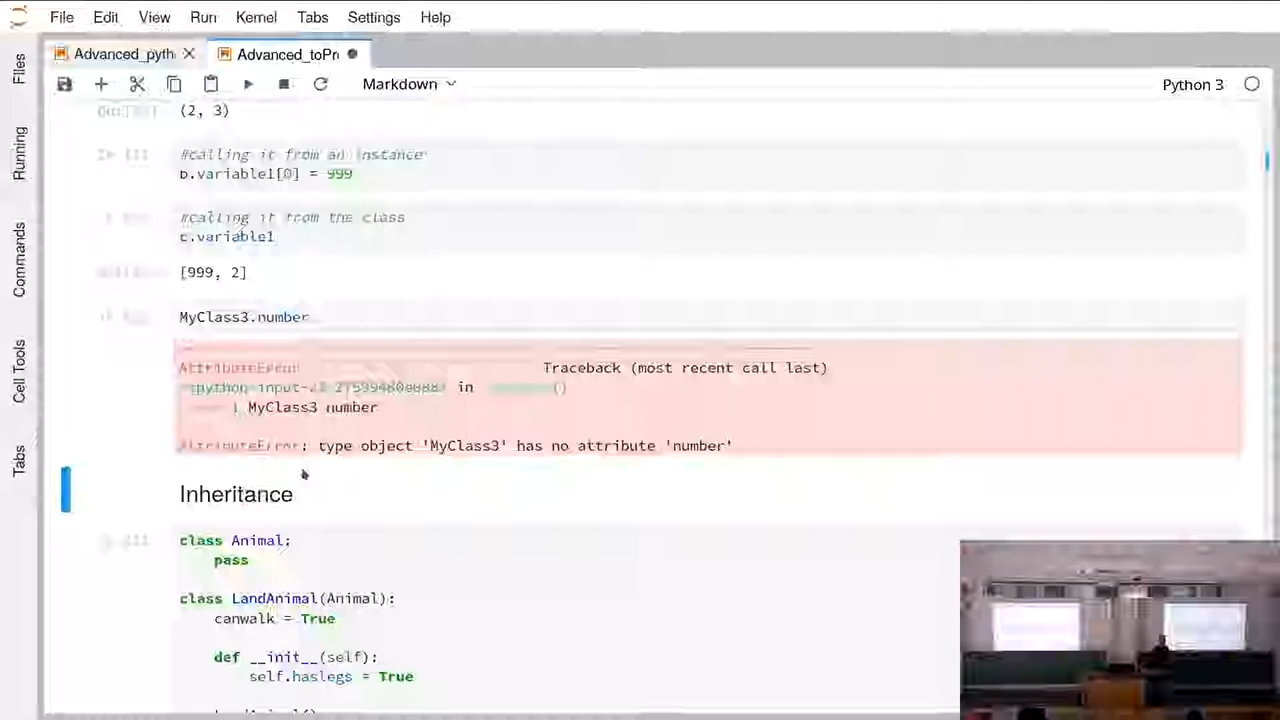 File Edit View Run Kernel Tabs Settings Help
Advanced_pyth Advanced_toPr
Markdown Python 3
(2, 3)
#calling it from an instance
b.variable1[0] = 999
#calling it from the class
c.variable1
[999, 2]
MyClass3.number
AttributeError Traceback (most recent call last)
in
MyClass3 number
AttributeError: type object 'MyClass3' has no attribute 'number'
Inheritance
class Animal:
pass
class LandAnimal(Animal):
canwalk = True
def __init__(self):
self.haslegs = True
Files
Running
Commands
Cell Tools
Tabs